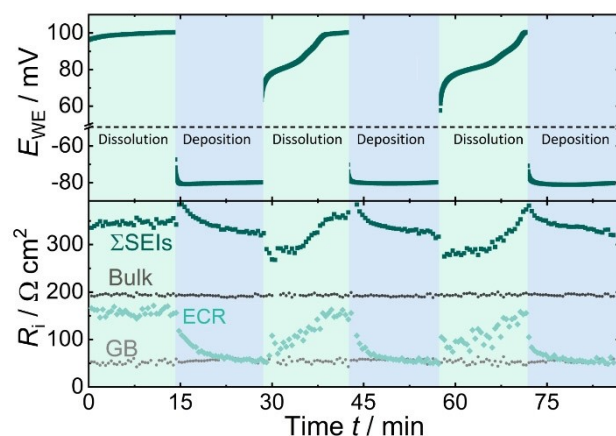 100
80
60
-60
-80
E_WE / mV
Dissolution Deposition Dissolution Deposition Dissolution Deposition
300
200
100
0
R_i / Ω cm²
ΣSEIs
Bulk
ECR
GB
0 15 30 45 60 75
Time t / min